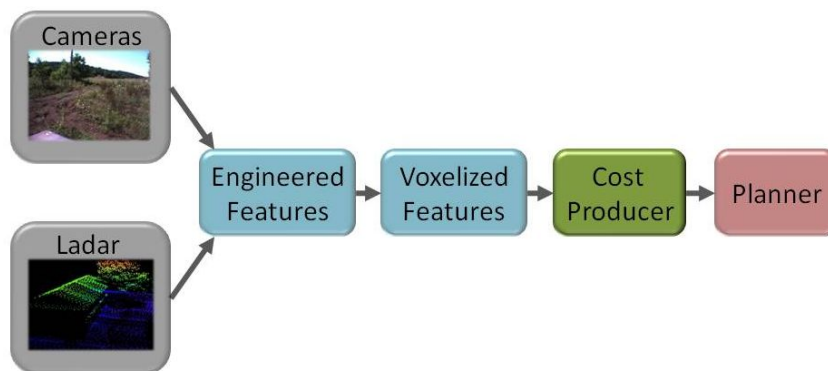 Cameras
Ladar
Engineered
Features
Voxelized
Features
Cost
Producer
Planner